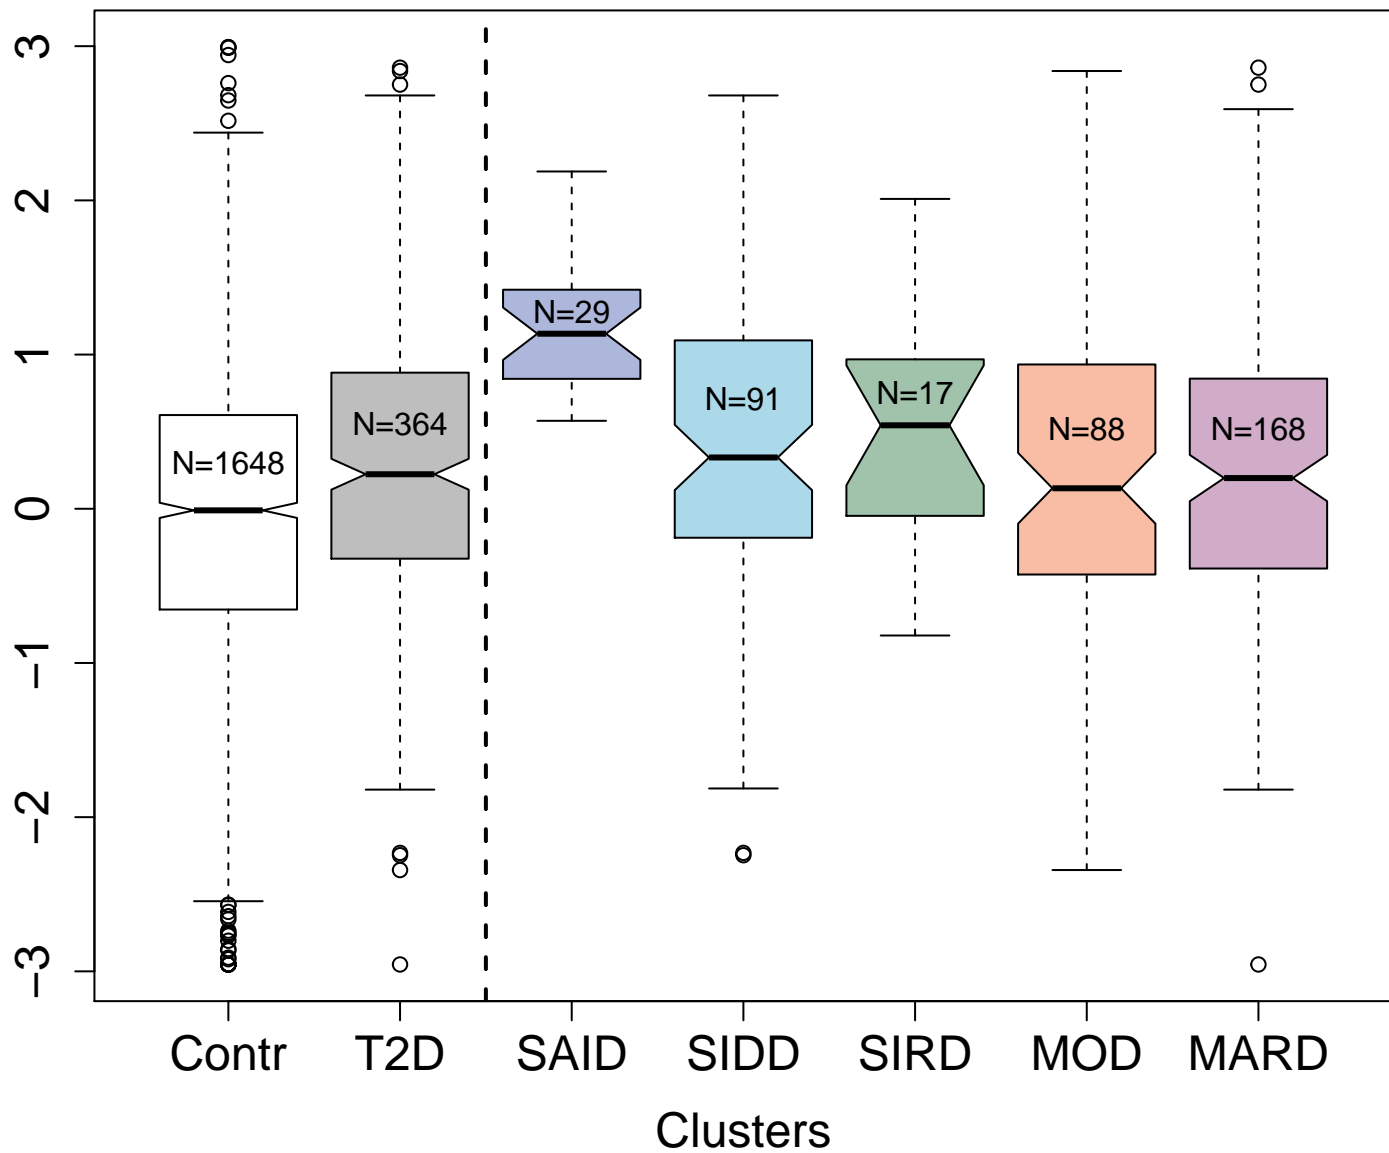 3
2
1
0
−1
−2
−3
N=1648
N=364
N=29
N=91
N=17
N=88
N=168
Contr T2D SAID SIDD SIRD MOD MARD
Clusters